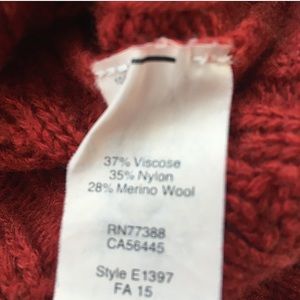 37% Viscose
35% Nylon
28% Merino Wool
RN77388
CA56445
Style E1397
FA 15